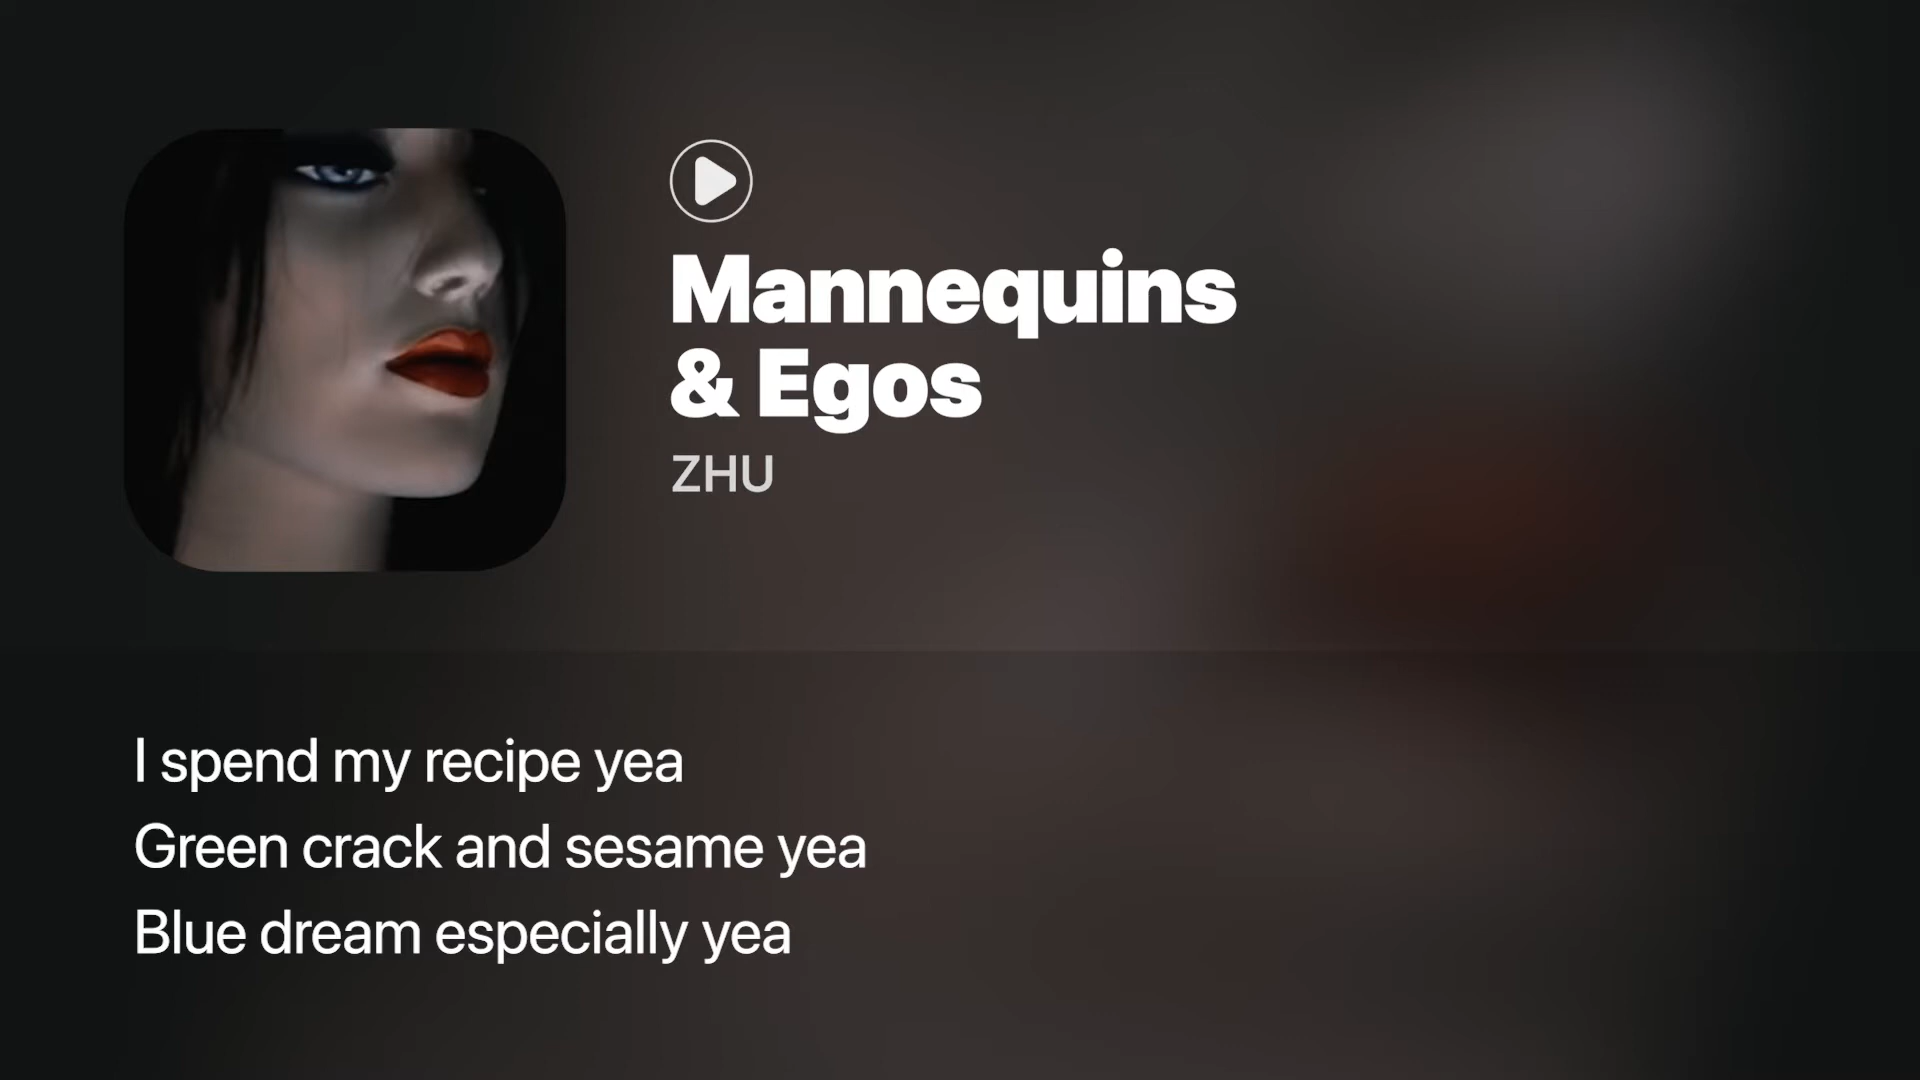 Mannequins
& Egos
ZHU
I spend my recipe yea
Green crack and sesame yea
Blue dream especially yea